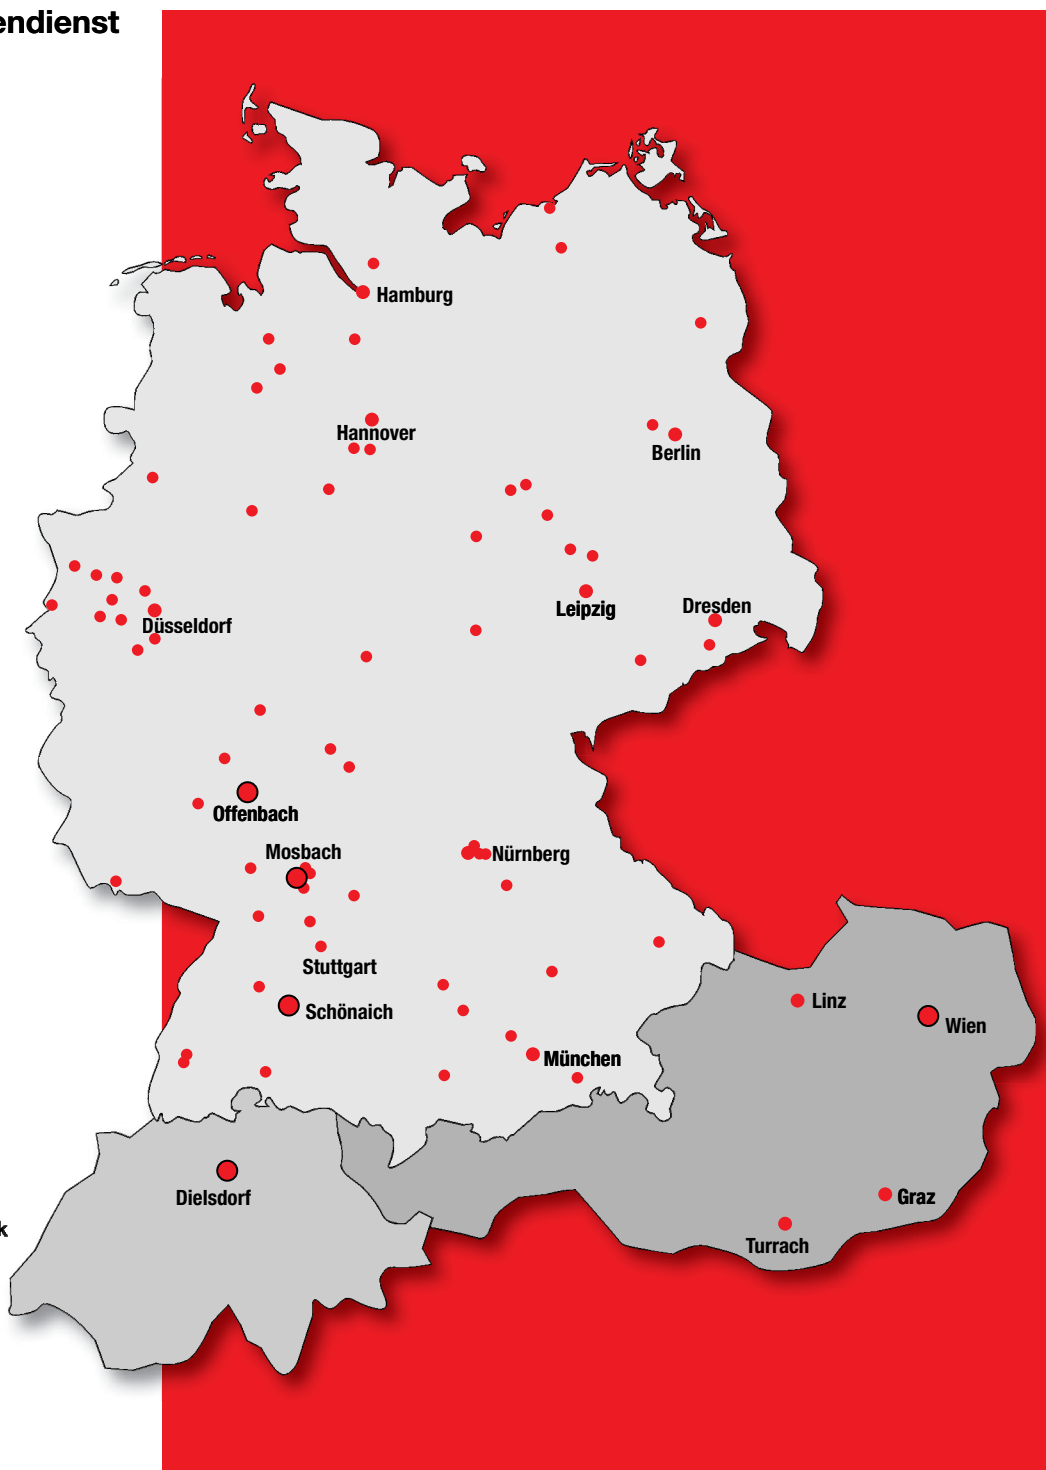 endienst
Hamburg
Hannover
Berlin
Leipzig
Dresden
Düsseldorf
Offenbach
Mosbach
Nürnberg
Stuttgart
Schönaich
Linz
Wien
München
Dielsdorf
Graz
k
Turrach